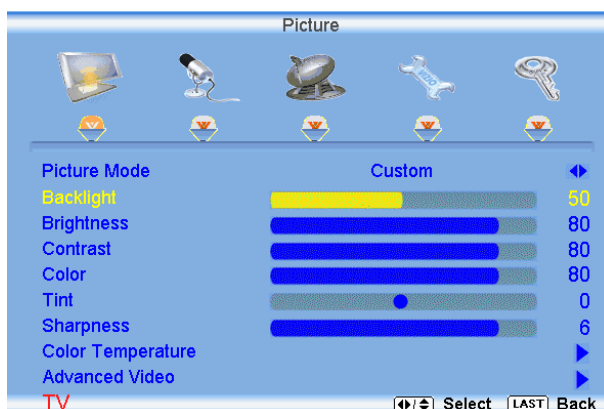 Picture
Picture Mode Custom
Backlight 50
Brightness 80
Contrast 80
Color 80
Tint 0
Sharpness 6
Color Temperature
Advanced Video
TV Select LAST Back